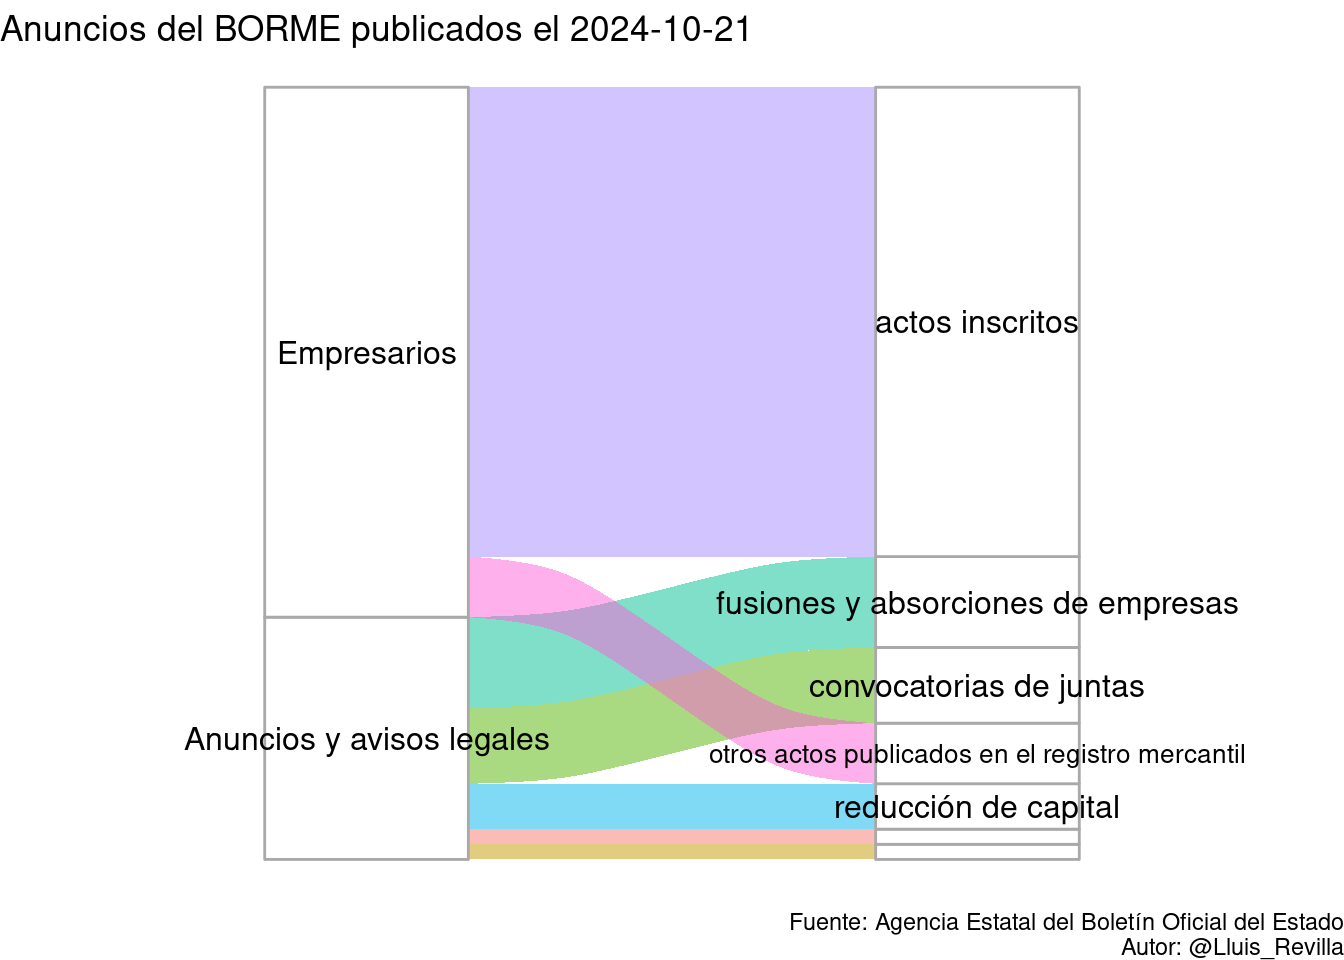 Anuncios del BORME publicados el 2024-10-21
Empresarios
Anuncios y avisos legales
actos inscritos
fusiones y absorciones de empresas
convocatorias de juntas
otros actos publicados en el registro mercantil
reducción de capital
Fuente: Agencia Estatal del Boletín Oficial del Estado
Autor: @Lluis_Revilla